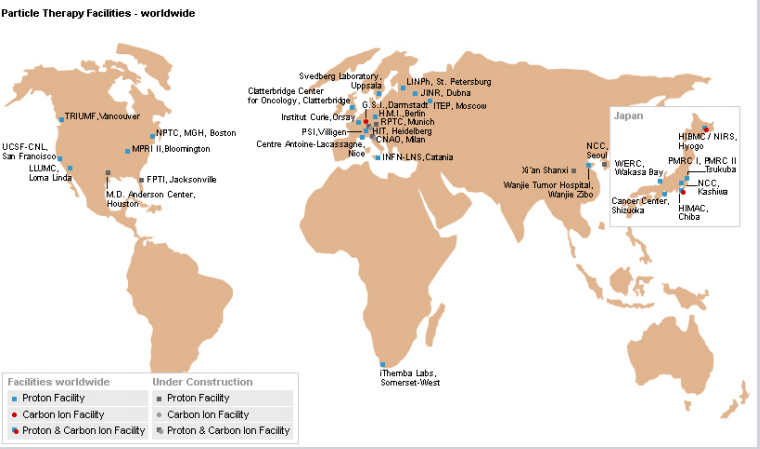 Particle Therapy Facilities - worldwide
Svedberg Laboratory,
Uppsala
LINPh, St. Petersburg
JINR, Dubna
ITEP, Moscow
Clatterbridge Center
for Oncology, Clatterbridge
G.S.I.,Darmstadt
H.M.I.,Berlin
Institut Curie, Orsay
RPTC, Munich
PSI,Villigen
HIT, Heidelberg
CNAO, Milan
Centre Antoine-Lacassagne,
Nice
INFN-LNS,Catania
TRIUMF,Vancouver
NPTC, MGH, Boston
UCSF-CNL,
San Francisco
MPRI II,Bloomington
LLUMC,
Loma Linda
FPTI, Jacksonville
M.D. Anderson Center,
Houston
NCC,
Seoul
Xi'an Shanxi
Wanjie Tumor Hospital,
Wanjie Zibo
Japan
HIBMC / NIRS,
Hyogo
WERC,
Wakasa Bay
PMRC I, PMRC II
Tsukuba
NCC,
Kashiwa
Cancer Center,
Shizuoka
HIMAC,
Chiba
iThemba Labs,
Somerset-West
Facilities worldwide
Proton Facility
Carbon Ion Facility
Proton & Carbon Ion Facility
Under Construction
Proton Facility
Carbon Ion Facility
Proton & Carbon Ion Facility